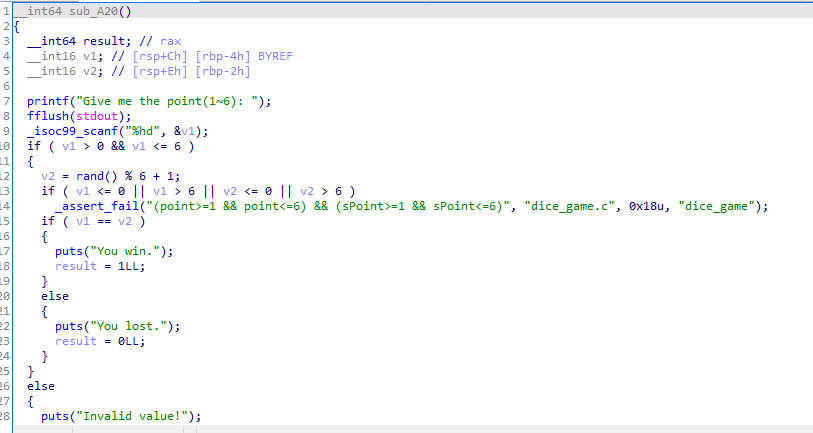 1 __int64 sub_A20()
2 {
3 __int64 result; // rax
4 __int16 v1; // [rsp+Ch] [rbp-4h] BYREF
5 __int16 v2; // [rsp+Eh] [rbp-2h]
6
7 printf("Give me the point(1~6): ");
8 fflush(stdout);
9 _isoc99_scanf("%hd", &v1);
10 if ( v1 > 0 && v1 <= 6 )
11 {
12 v2 = rand() % 6 + 1;
13 if ( v1 <= 0 || v1 > 6 || v2 <= 0 || v2 > 6 )
14 _assert_fail("(point>=1 && point<=6) && (sPoint>=1 && sPoint<=6)", "dice_game.c", 0x18u, "dice_game");
15 if ( v1 == v2 )
16 {
17 puts("You win.");
18 result = 1LL;
19 }
20 else
21 {
22 puts("You lost.");
23 result = 0LL;
24 }
25 }
26 else
27 {
28 puts("Invalid value!");